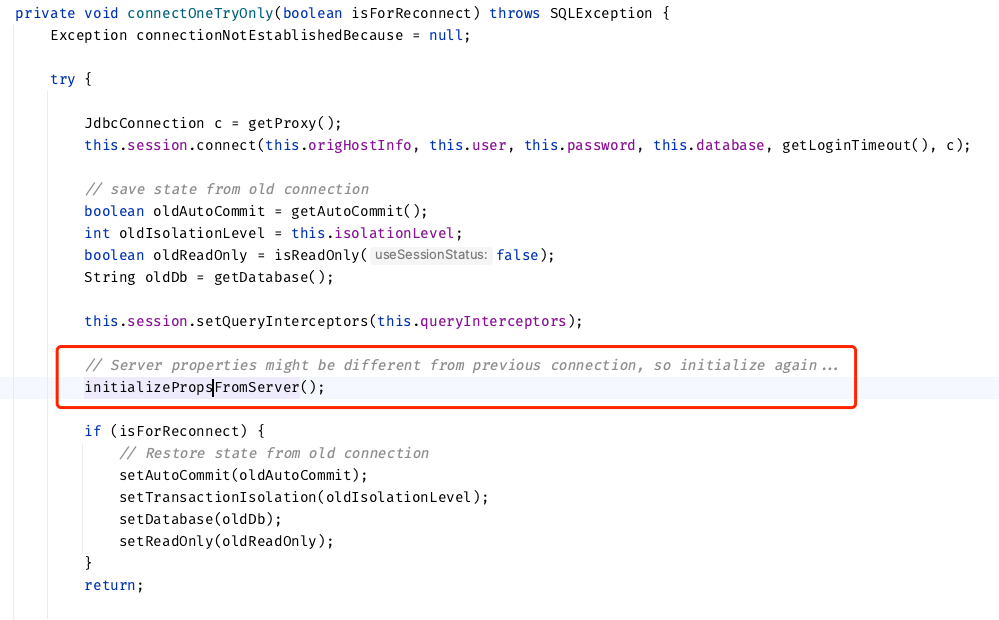 private void connectOneTryOnly(boolean isForReconnect) throws SQLException {
Exception connectionNotEstablishedBecause = null;
try {
JdbcConnection c = getProxy();
this.session.connect(this.origHostInfo, this.user, this.password, this.database, getLoginTimeout(), c);
// save state from old connection
boolean oldAutoCommit = getAutoCommit();
int oldIsolationLevel = this.isolationLevel;
boolean oldReadOnly = isReadOnly( useSessionStatus: false);
String oldDb = getDatabase();
this.session.setQueryInterceptors(this.queryInterceptors);
// Server properties might be different from previous connection, so initialize again...
initializePropsFromServer();
if (isForReconnect) {
// Restore state from old connection
setAutoCommit(oldAutoCommit);
setTransactionIsolation(oldIsolationLevel);
setDatabase(oldDb);
setReadOnly(oldReadOnly);
}
return;